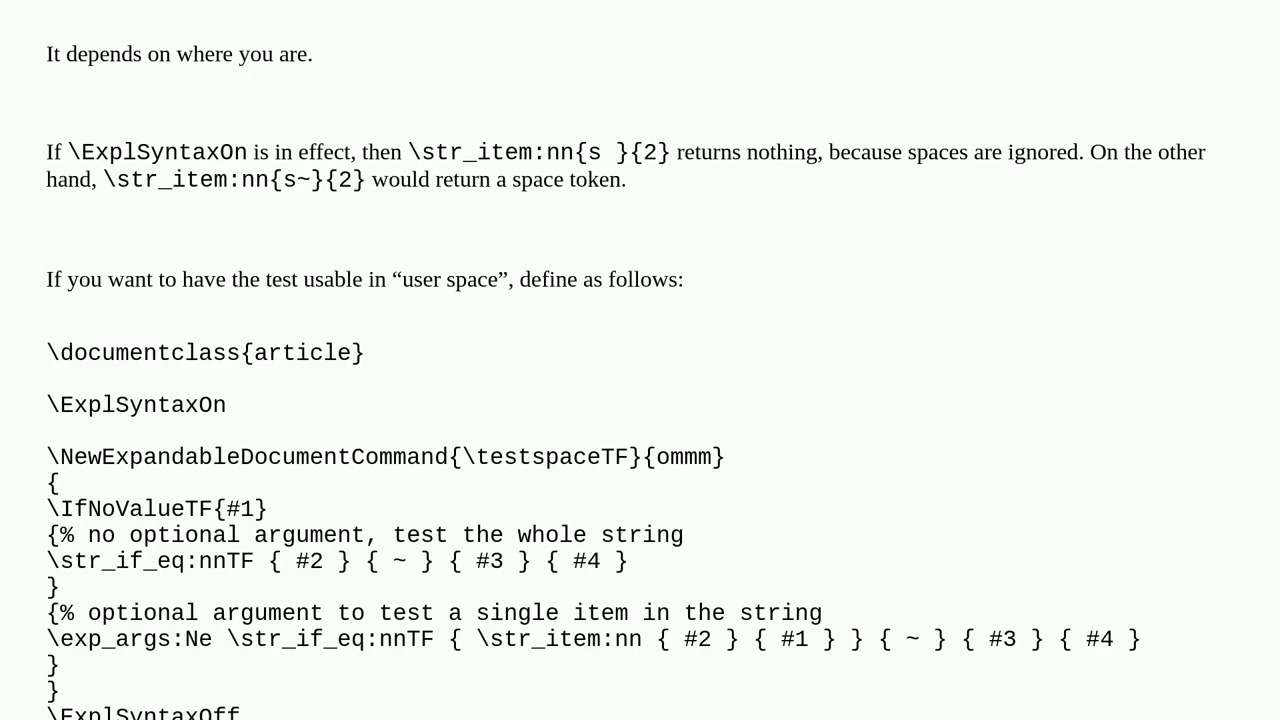 It depends on where you are.
If \ExplSyntaxOn is in effect, then \str_item:nn{s }{2} returns nothing, because spaces are ignored. On the other
hand, \str_item:nn{s~}{2} would return a space token.
If you want to have the test usable in “user space”, define as follows:
\documentclass{article}
\ExplSyntaxOn
\NewExpandableDocumentCommand{\testspaceTF}{ommm}
{
\IfNoValueTF{#1}
{% no optional argument, test the whole string
\str_if_eq:nnTF { #2 } { ~ } { #3 } { #4 }
}
{% optional argument to test a single item in the string
\exp_args:Ne \str_if_eq:nnTF { \str_item:nn { #2 } { #1 } } { ~ } { #3 } { #4 }
}
}
\ExplSyntaxOff